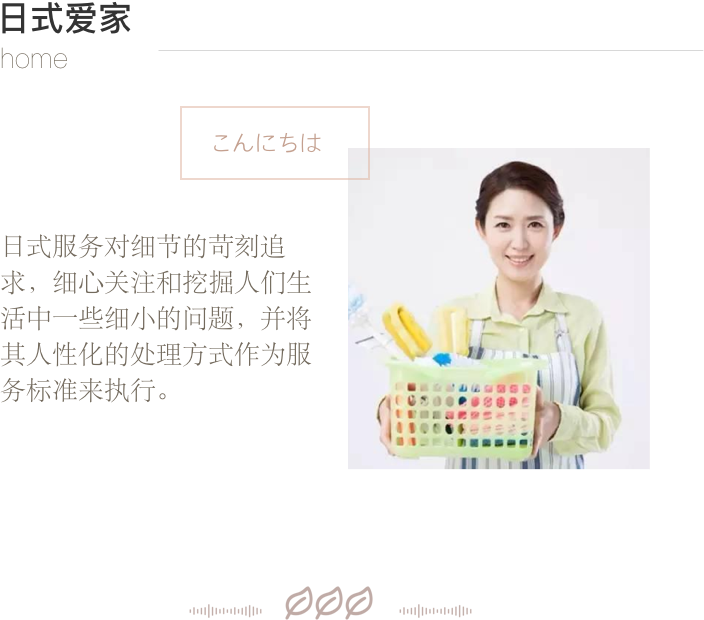 日式爱家
home
こんにちは
日式服务对细节的苛刻追
求，细心关注和挖掘人们生
活中一些细小的问题，并将
其人性化的处理方式作为服
务标准来执行。